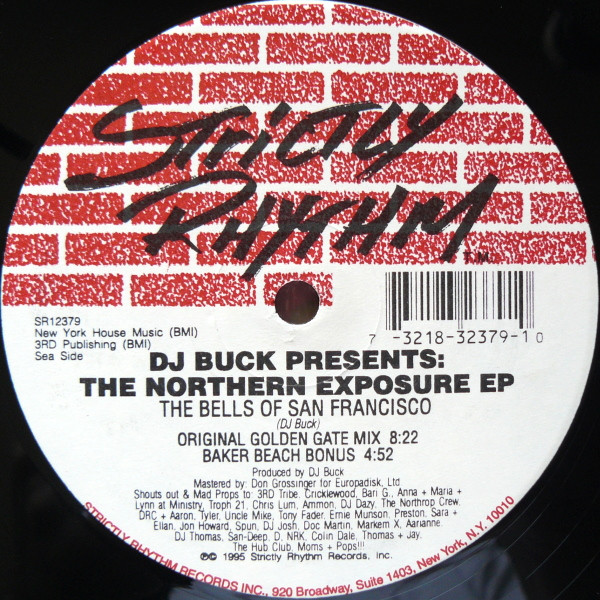 STRICTLY
RHYTHM
T.M.
SR12379
New York House Music (BMI)
3RD Publishing (BMI)
Sea Side
7 -3218-32379-1 0
DJ BUCK PRESENTS:
THE NORTHERN EXPOSURE EP
THE BELLS OF SAN FRANCISCO
(DJ Buck)
ORIGINAL GOLDEN GATE MIX 8:22
BAKER BEACH BONUS 4:52
Produced by DJ Buck
Mastered by: Don Grossinger for Europadisk, Ltd
Shouts out & Mad Props to: 3RD Tribe. Cricklewood, Bari G., Anna + Maria +
Lynn at Ministry, Troph 21, Chris Lum, Ammon, DJ Dazy. The Northrop Crew.
DRC + Aaron, Tyler, Uncle Mike, Tony Fader, Ernie Munson, Preston, Sara +
Elian, Jon Howard, Spun, DJ Josh, Doc Martin, Markem X, Aarianne.
DJ Thomas, San-Deep, D, NRK, Colin Dale, Thomas + Jay.
The Hub Club, Moms + Pops!!!
℗© 1995 Strictly Rhythm Records, Inc.
STRICTLY RHYTHM RECORDS INC., 920 Broadway, Suite 1403, New York, N.Y. 10010